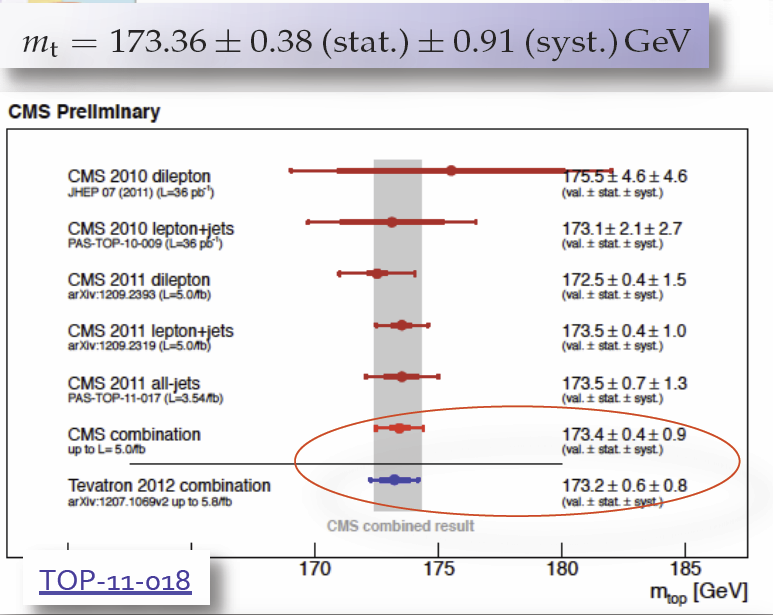 m_t = 173.36 ± 0.38 (stat.) ± 0.91 (syst.) GeV
CMS Preliminary
CMS 2010 dilepton 175.5 ± 4.6 ± 4.6
JHEP 07 (2011) (L=36 pb⁻¹) (val. ± stat. ± syst.)
CMS 2010 lepton+jets 173.1 ± 2.1 ± 2.7
PAS-TOP-10-009 (L=36 pb⁻¹) (val. ± stat. ± syst.)
CMS 2011 dilepton 172.5 ± 0.4 ± 1.5
arXiv:1209.2393 (L=5.0/fb) (val. ± stat. ± syst.)
CMS 2011 lepton+jets 173.5 ± 0.4 ± 1.0
arXiv:1209.2319 (L=5.0/fb) (val. ± stat. ± syst.)
CMS 2011 all-jets 173.5 ± 0.7 ± 1.3
PAS-TOP-11-017 (L=3.54/fb) (val. ± stat. ± syst.)
CMS combination 173.4 ± 0.4 ± 0.9
up to L= 5.0/fb (val. ± stat. ± syst.)
Tevatron 2012 combination 173.2 ± 0.6 ± 0.8
arXiv:1207.1069v2 up to 5.8/fb (val. ± stat. ± syst.)
CMS combined result
170 175 180 185
TOP-11-018
m_top [GeV]